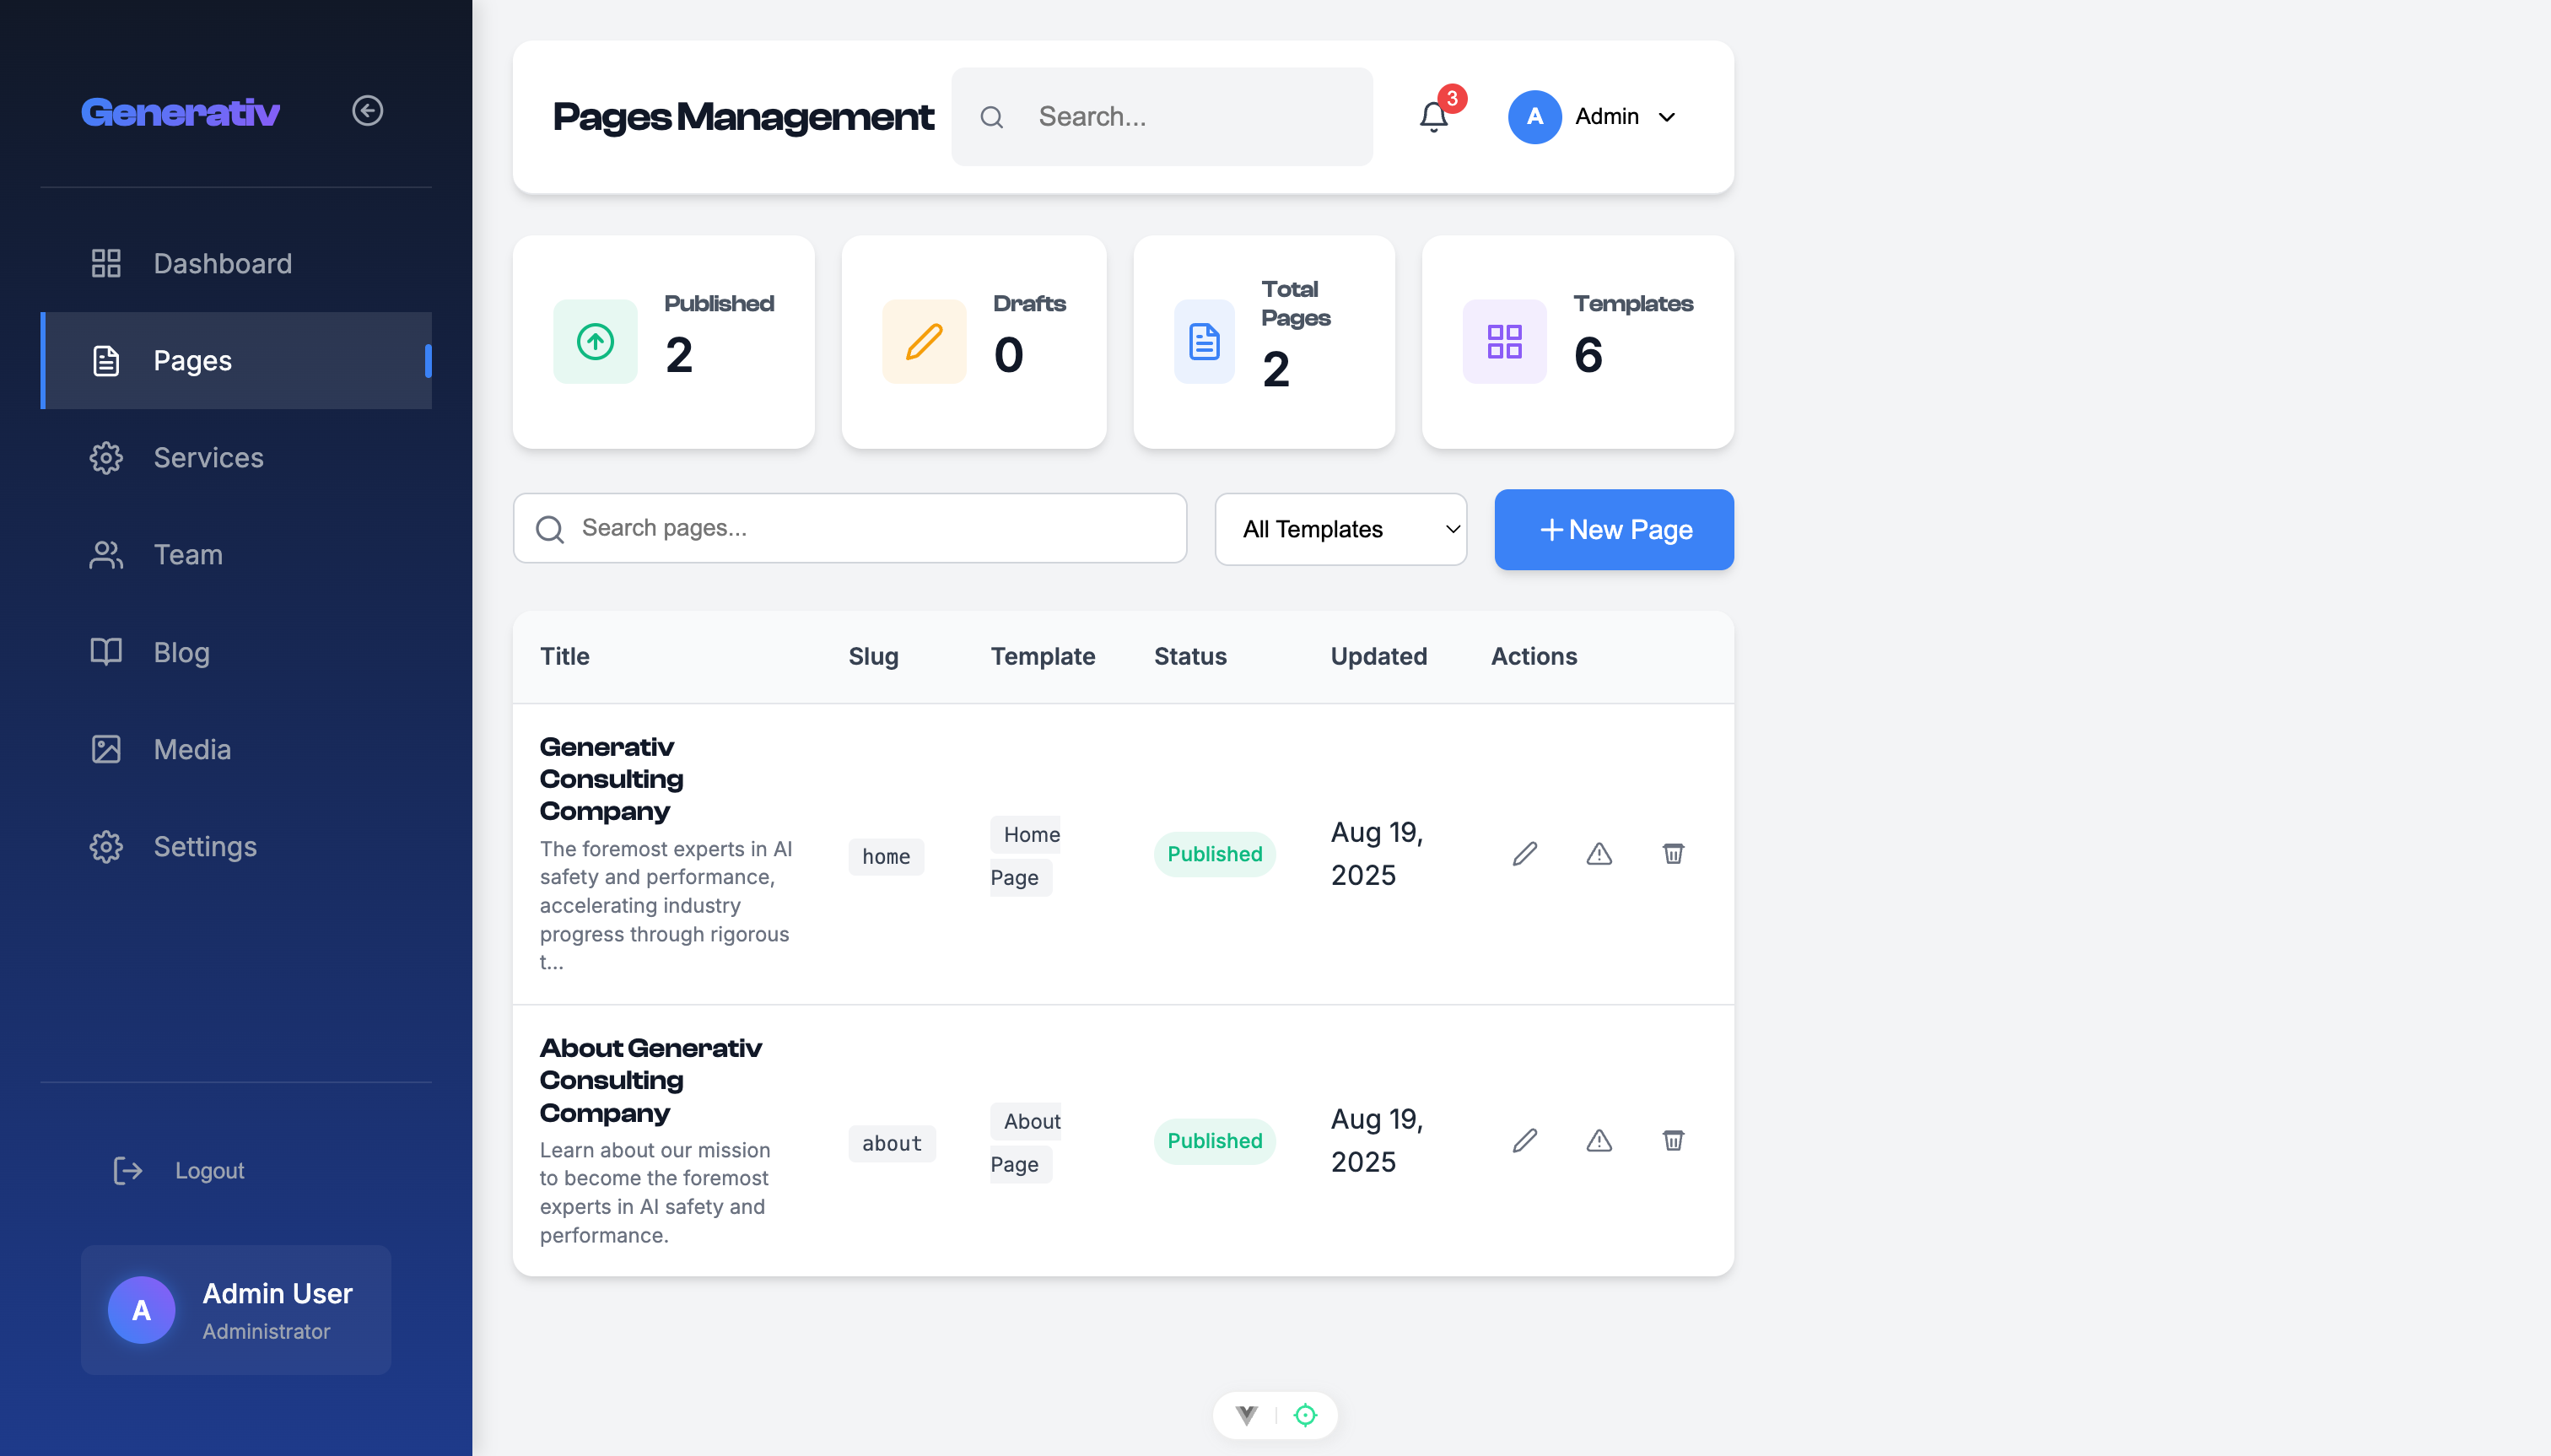 Generativ
Dashboard
Pages
Services
Team
Blog
Media
Settings
Logout
A
Admin User
Administrator
Pages Management
Search...
3
A
Admin
Published
2
Drafts
0
Total
Pages
2
Templates
6
Search pages...
All Templates
New Page
Title Slug Template Status Updated Actions
Generativ
Consulting
Company
The foremost experts in AI
safety and performance,
accelerating industry
progress through rigorous
t...
home
Home
Page
Published
Aug 19,
2025
About Generativ
Consulting
Company
Learn about our mission
to become the foremost
experts in AI safety and
performance.
about
About
Page
Published
Aug 19,
2025